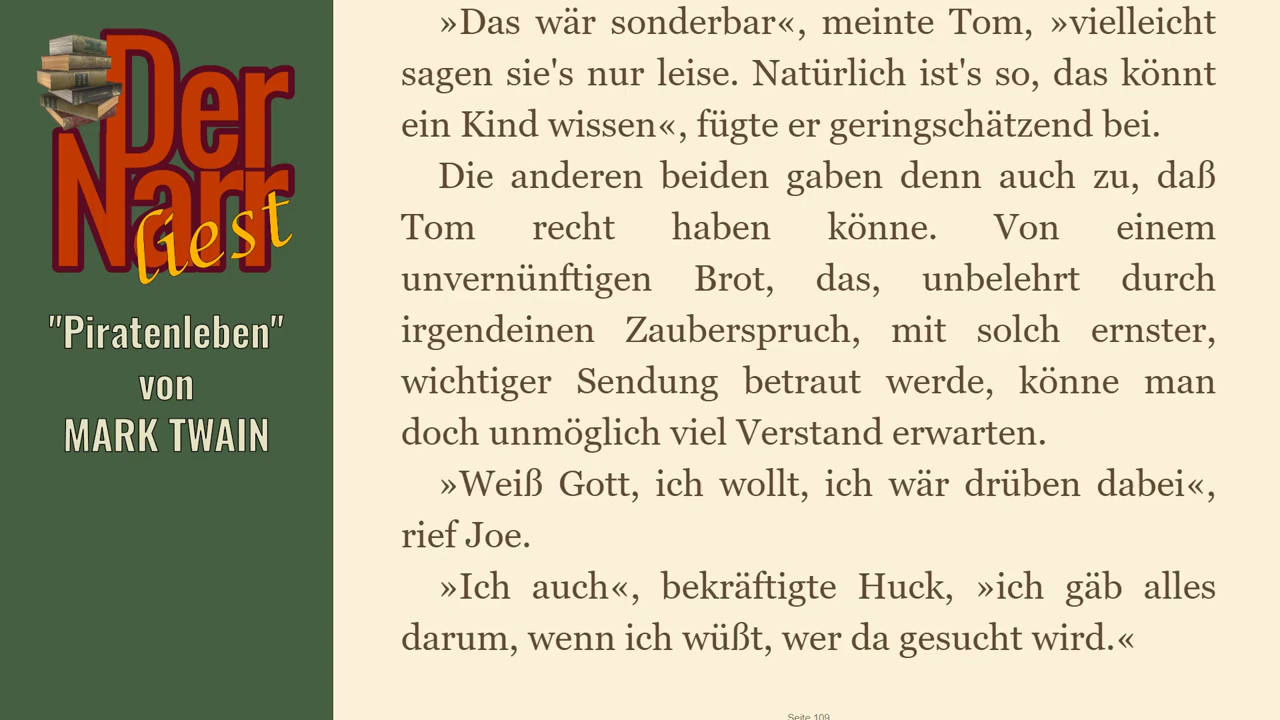 Der
Narr
liest
"Piratenleben"
von
MARK TWAIN
»Das wär sonderbar«, meinte Tom, »vielleicht
sagen sie's nur leise. Natürlich ist's so, das könnt
ein Kind wissen«, fügte er geringschätzend bei.
Die anderen beiden gaben denn auch zu, daß
Tom recht haben könne. Von einem
unvernünftigen Brot, das, unbelehrt durch
irgendeinen Zauberspruch, mit solch ernster,
wichtiger Sendung betraut werde, könne man
doch unmöglich viel Verstand erwarten.
»Weiß Gott, ich wollt, ich wär drüben dabei«,
rief Joe.
»Ich auch«, bekräftigte Huck, »ich gäb alles
darum, wenn ich wüßt, wer da gesucht wird.«
Seite 109